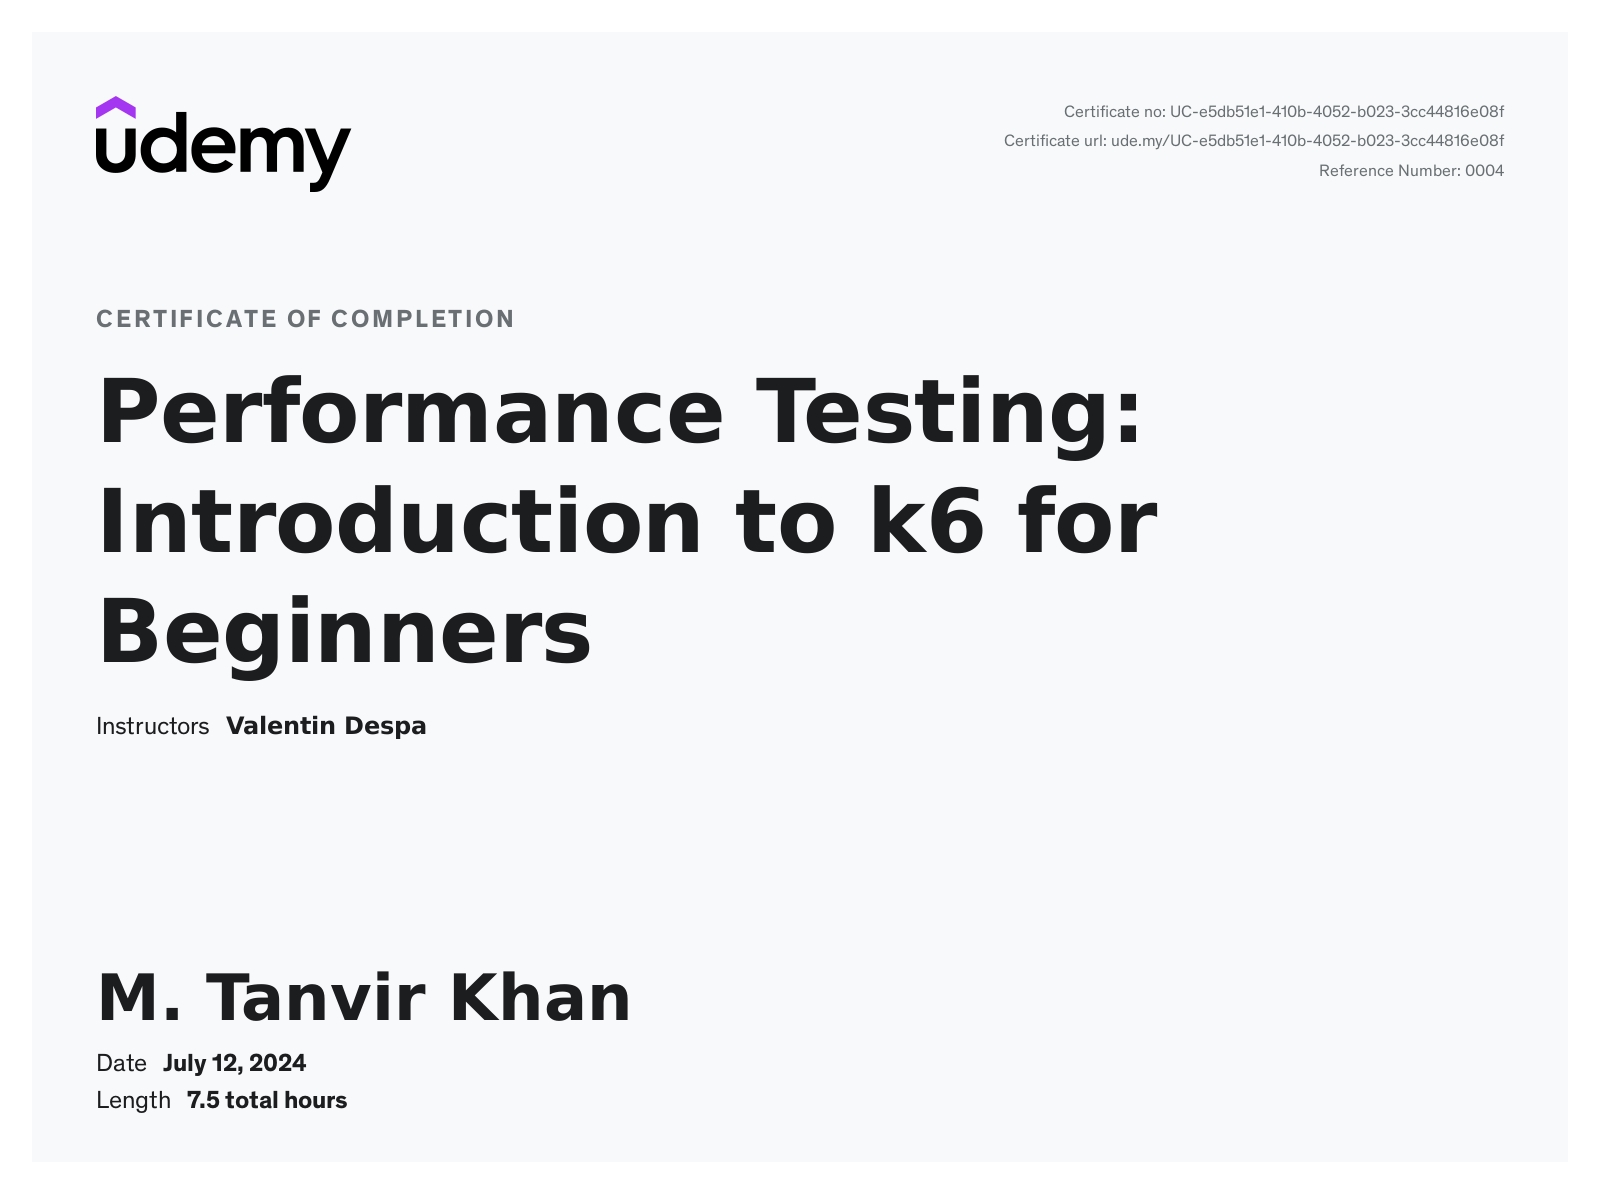 udemy
Certificate no: UC-e5db51e1-410b-4052-b023-3cc44816e08f
Certificate url: ude.my/UC-e5db51e1-410b-4052-b023-3cc44816e08f
Reference Number: 0004
CERTIFICATE OF COMPLETION
Performance Testing:
Introduction to k6 for
Beginners
Instructors Valentin Despa
M. Tanvir Khan
Date July 12, 2024
Length 7.5 total hours